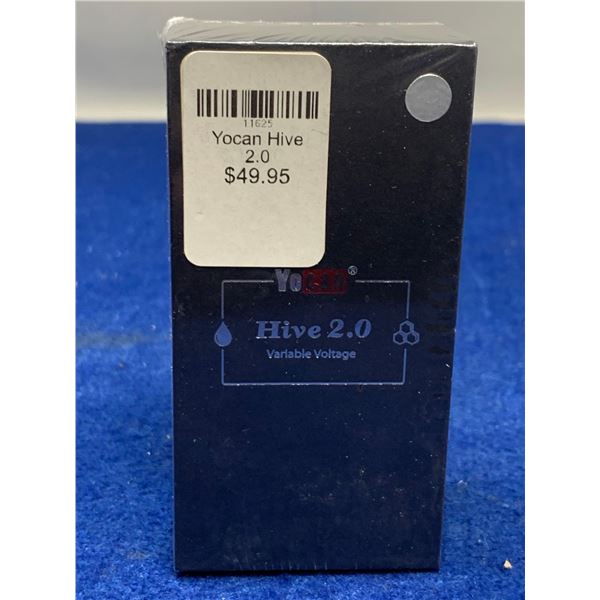 11625
Yocan Hive
2.0
$49.95
Yocan®
Hive 2.0
Variable Voltage